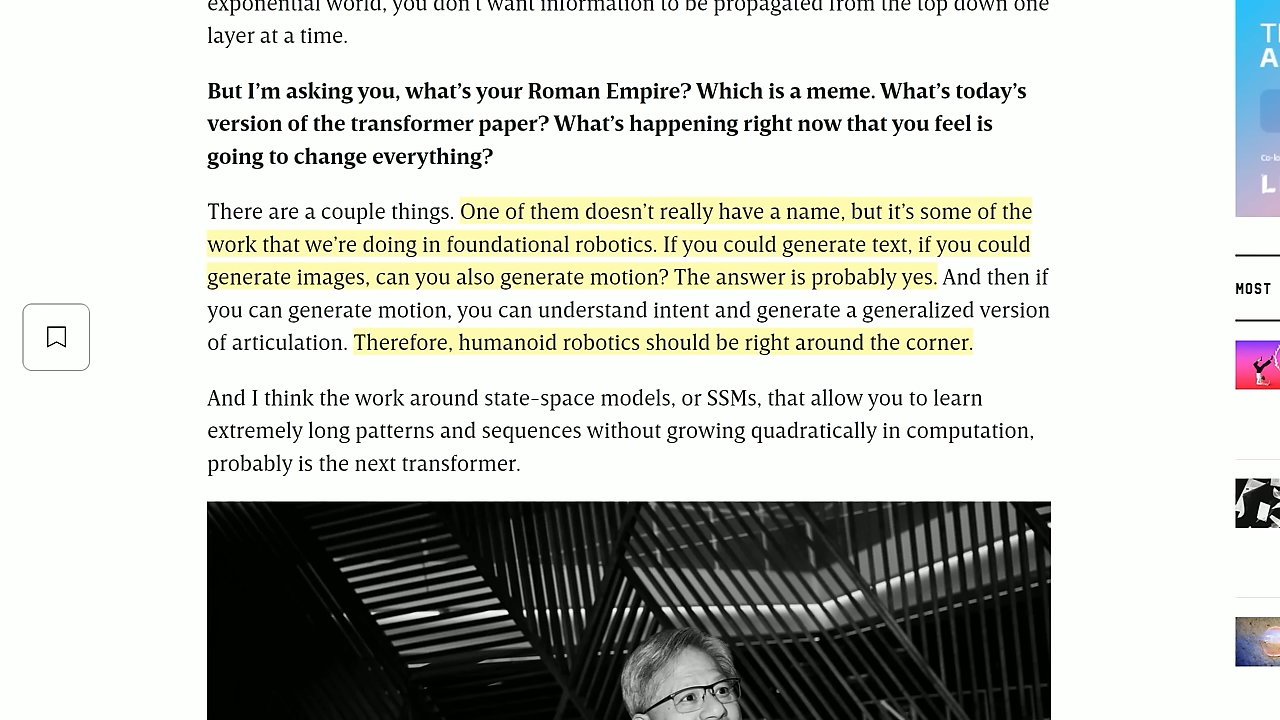 exponential world, you don't want information to be propagated from the top down one
layer at a time.
But I'm asking you, what's your Roman Empire? Which is a meme. What's today's
version of the transformer paper? What's happening right now that you feel is
going to change everything?
There are a couple things. One of them doesn't really have a name, but it's some of the
work that we're doing in foundational robotics. If you could generate text, if you could
generate images, can you also generate motion? The answer is probably yes. And then if
you can generate motion, you can understand intent and generate a generalized version
of articulation. Therefore, humanoid robotics should be right around the corner.
And I think the work around state-space models, or SSMs, that allow you to learn
extremely long patterns and sequences without growing quadratically in computation,
probably is the next transformer.
MOST